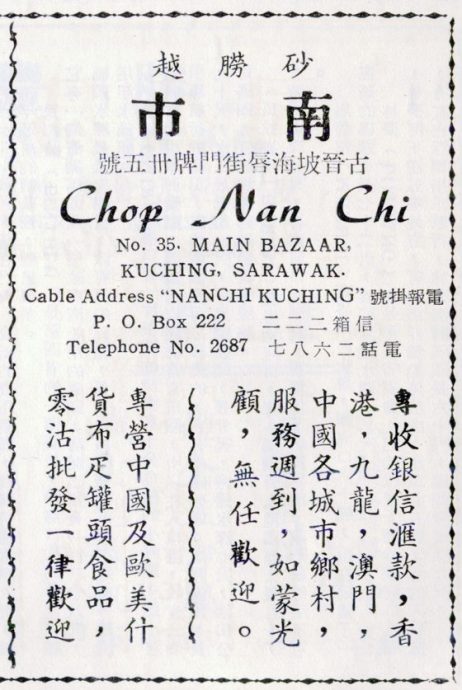 砂朥越
南市
古晉坡海唇街門牌卅五號
Chop Nan Chi
No. 35. MAIN BAZAAR,
KUCHING, SARAWAK.
Cable Address “NANCHI KUCHING” 電報掛號
P. O. Box 222 信箱二二二
Telephone No. 2687 電話二六八七
專收銀信滙款，香
港，九龍，澳門，
中國各城市鄉村，
服務週到，如蒙光
顧，無任歡迎。
專營中國及歐美什
貨布疋罐頭食品，
零沽批發一律歡迎